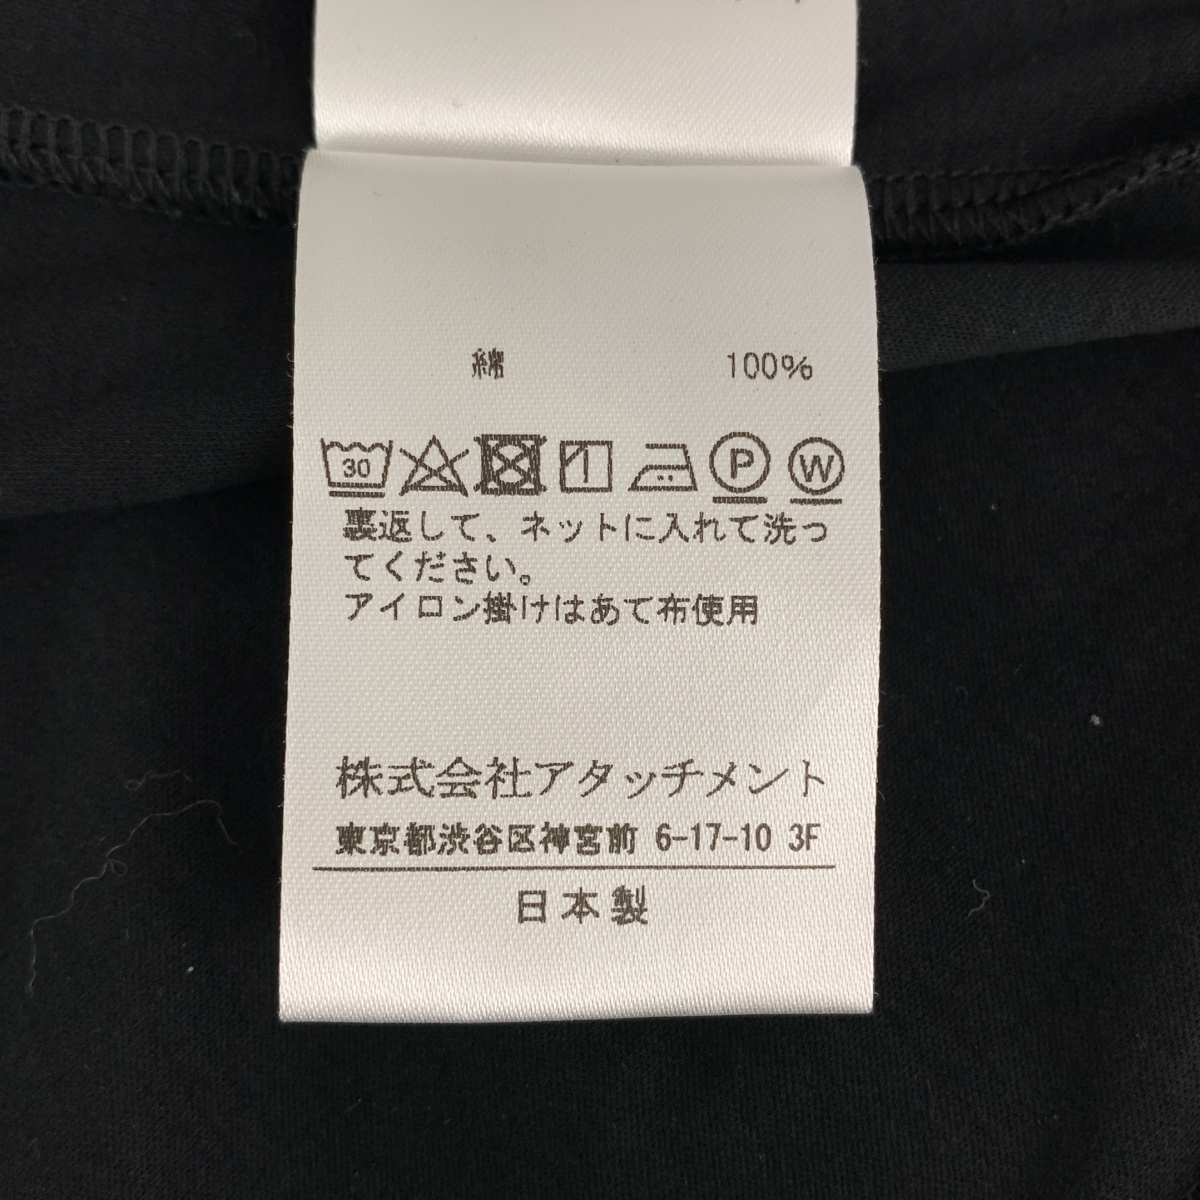 綿 100%
30 P W
裏返して、ネットに入れて洗っ
てください。
アイロン掛けはあて布使用
株式会社アタッチメント
東京都渋谷区神宮前 6-17-10 3F
日本製